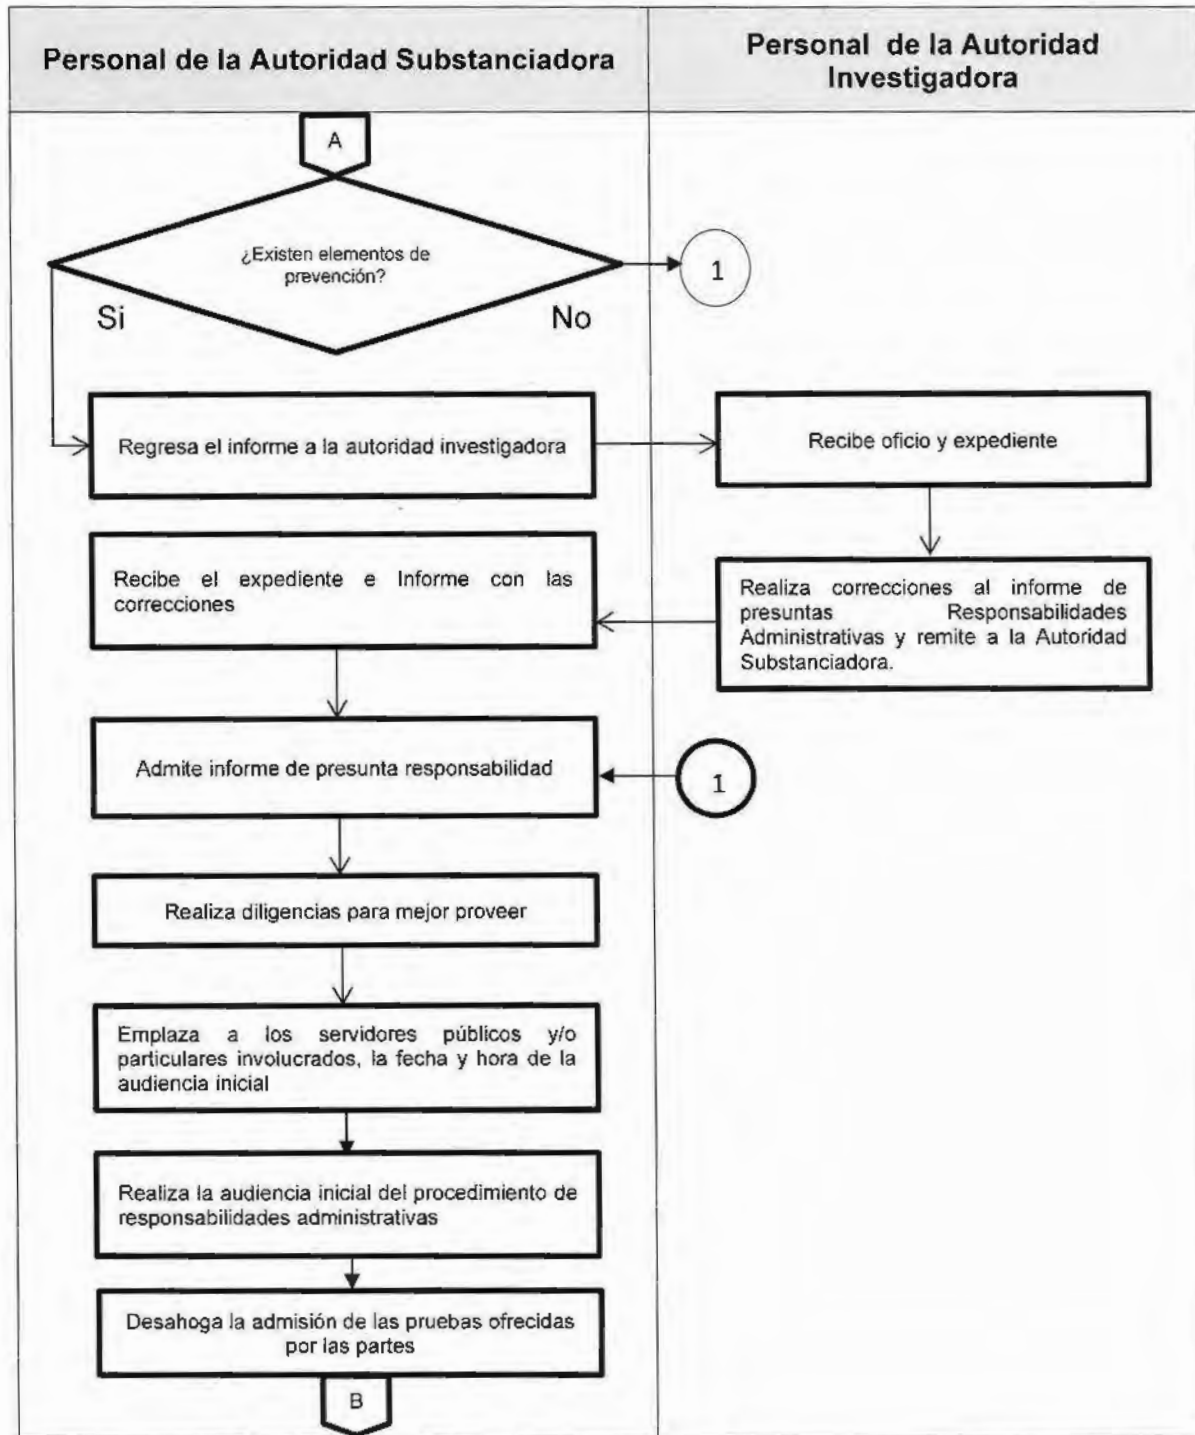 Personal de la Autoridad Substanciadora
Personal de la Autoridad
Investigadora
A
¿Existen elementos de
prevención?
1
Si
No
Regresa el informe a la autoridad investigadora
Recibe oficio y expediente
Recibe el expediente e Informe con las
correcciones
Realiza correcciones al informe de
presuntas Responsabilidades
Administrativas y remite a la Autoridad
Substanciadora.
Admite informe de presunta responsabilidad
1
Realiza diligencias para mejor proveer
Emplaza a los servidores públicos y/o
particulares involucrados, la fecha y hora de la
audiencia inicial
Realiza la audiencia inicial del procedimiento de
responsabilidades administrativas
Desahoga la admisión de las pruebas ofrecidas
por las partes
B